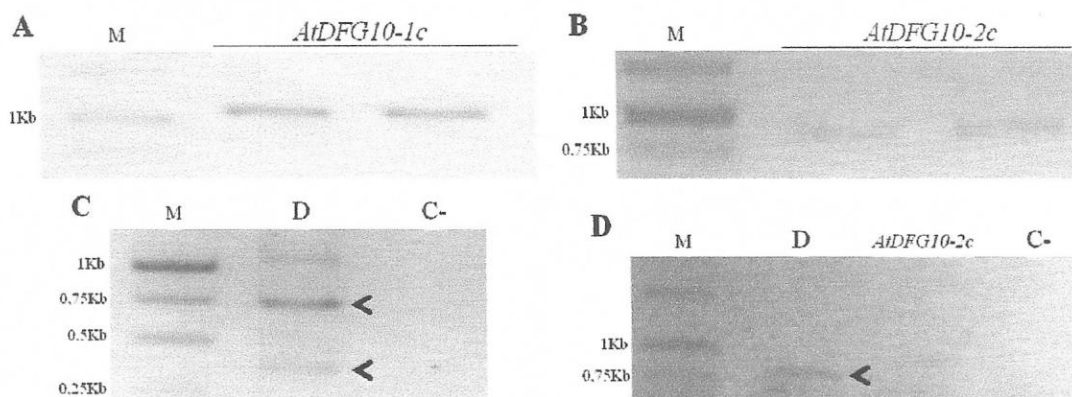 A
M
AtDFG10-1c
1Kb
B
M
AtDFG10-2c
1Kb
0.75Kb
C
M
D
C-
1Kb
0.75Kb
0.5Kb
0.25Kb
D
M
D
AtDFG10-2c
C-
1Kb
0.75Kb